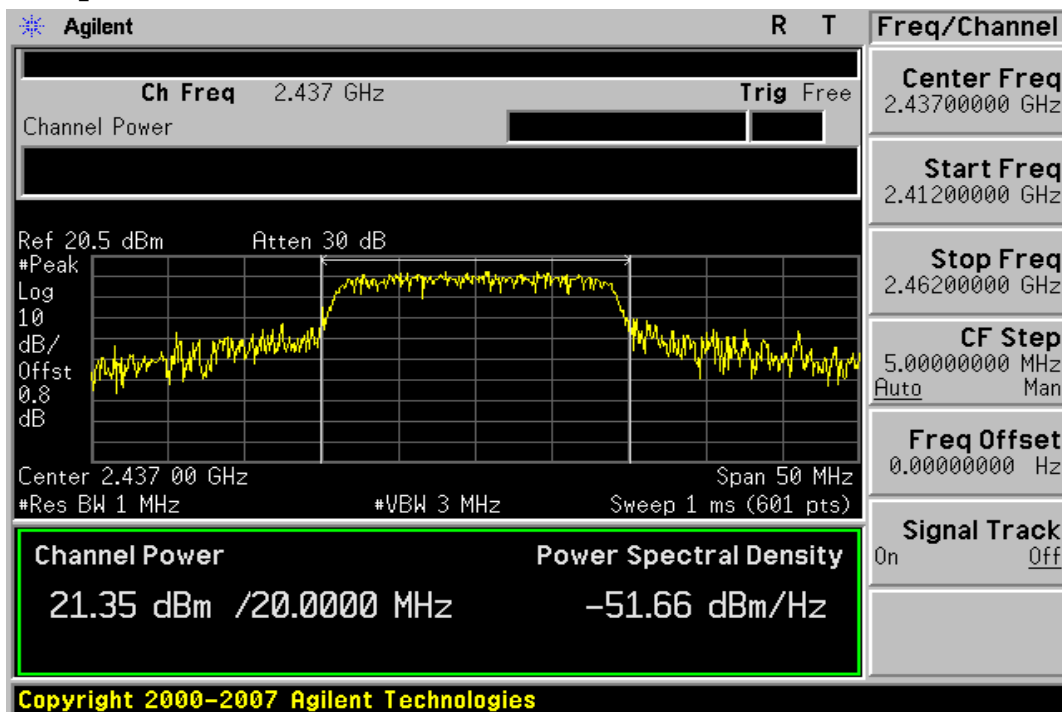 Agilent R T Freq/Channel
Ch Freq 2.437 GHz Trig Free
Channel Power
Center Freq
2.43700000 GHz
Start Freq
2.41200000 GHz
Stop Freq
2.46200000 GHz
CF Step
5.00000000 MHz
Auto Man
Freq Offset
0.00000000 Hz
Signal Track
On Off
Ref 20.5 dBm Atten 30 dB
#Peak
Log
10
dB/
Offst
0.8
dB
Center 2.437 00 GHz Span 50 MHz
#Res BW 1 MHz #VBW 3 MHz Sweep 1 ms (601 pts)
Channel Power Power Spectral Density
21.35 dBm /20.0000 MHz -51.66 dBm/Hz
Copyright 2000-2007 Agilent Technologies